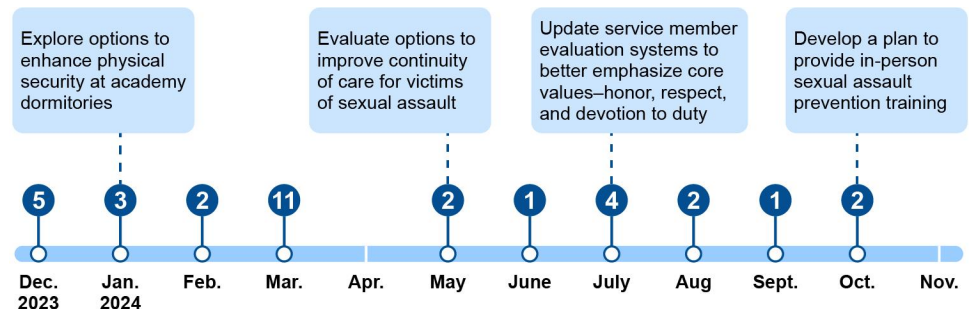 Explore options to
enhance physical
security at academy
dormitories
Evaluate options to
improve continuity
of care for victims
of sexual assault
Update service member
evaluation systems to
better emphasize core
values–honor, respect,
and devotion to duty
Develop a plan to
provide in-person
sexual assault
prevention training
5 3 2 11 2 1 4 2 1 2
Dec. Jan. Feb. Mar. Apr. May June July Aug Sept. Oct. Nov.
2023 2024